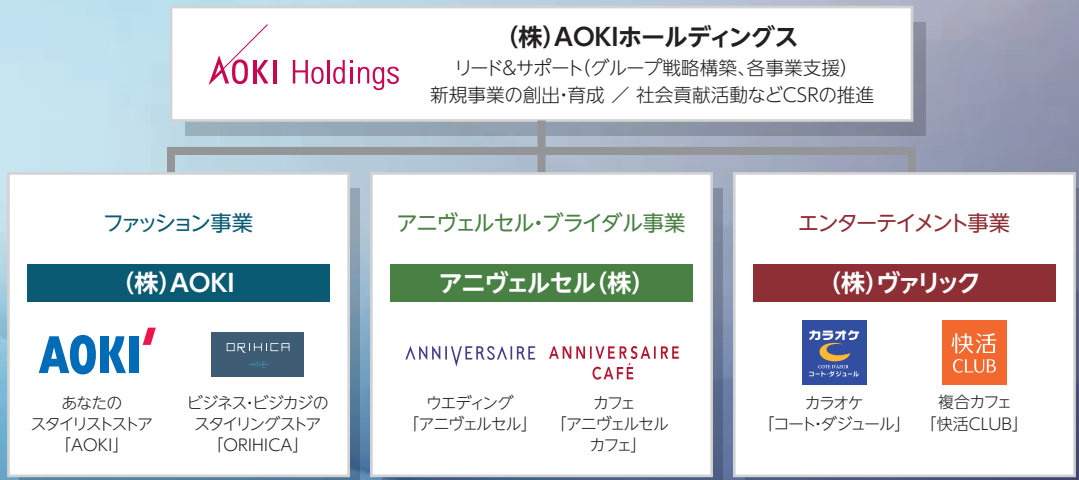 AOKI Holdings
(株)AOKIホールディングス
リード&サポート(グループ戦略構築、各事業支援)
新規事業の創出・育成 / 社会貢献活動などCSRの推進
ファッション事業
(株)AOKI
AOKI
ORIHICA
あなたの
スタイリストストア
「AOKI」
ビジネス・ビジカジの
スタイリングストア
「ORIHICA」
アニヴェルセル・ブライダル事業
アニヴェルセル(株)
ANNIVERSAIRE
ANNIVERSAIRE
CAFÉ
ウエディング
「アニヴェルセル」
カフェ
「アニヴェルセル
カフェ」
エンターテイメント事業
(株)ヴァリック
カラオケ
COTE D'AZUR
コート・ダジュール
快活
CLUB
カラオケ
「コート・ダジュール」
複合カフェ
「快活CLUB」